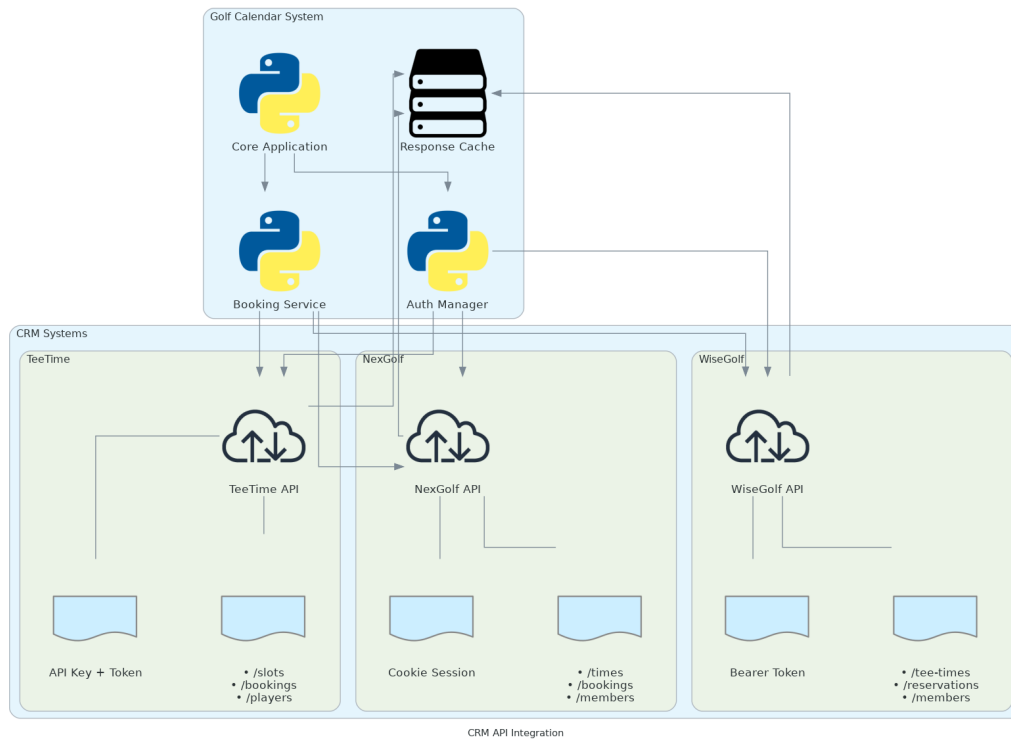 Golf Calendar System
Core Application
Response Cache
Booking Service
Auth Manager
CRM Systems
TeeTime
NexGolf
WiseGolf
TeeTime API
NexGolf API
WiseGolf API
API Key + Token
• /slots
• /bookings
• /players
Cookie Session
• /times
• /bookings
• /members
Bearer Token
• /tee-times
• /reservations
• /members
CRM API Integration